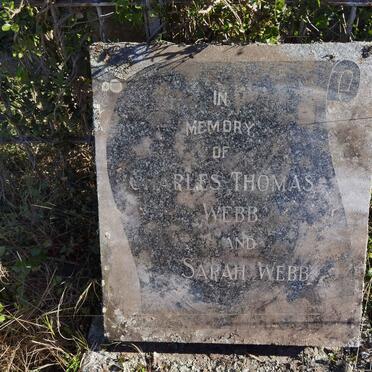 IN
MEMORY
OF
CHARLES THOMAS
WEBB
AND
SARAH WEBB